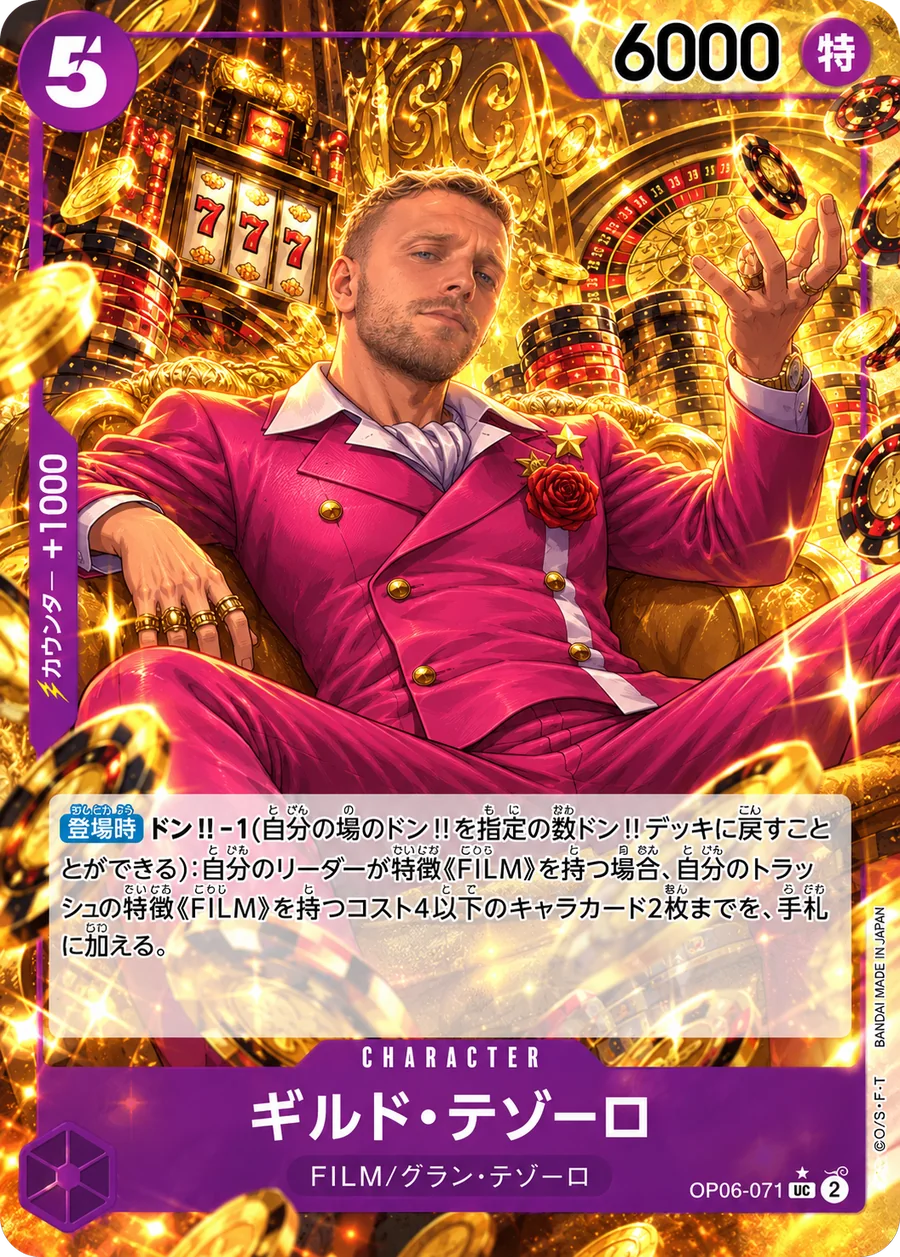 5
6000
特
777
カウンター +1000
登場時 ドン!!-1(自分の場のドン!!を指定の数ドン!!デッキに戻すこと
とができる):自分のリーダーが特徴《FILM》を持つ場合、自分のトラッ
シュの特徴《FILM》を持つコスト4以下のキャラカード2枚までを、手札
に加える。
CHARACTER
ギルド・テゾーロ
FILM/グラン・テゾーロ
OP06-071 UC 2
©O/S・F・T BANDAI MADE IN JAPAN